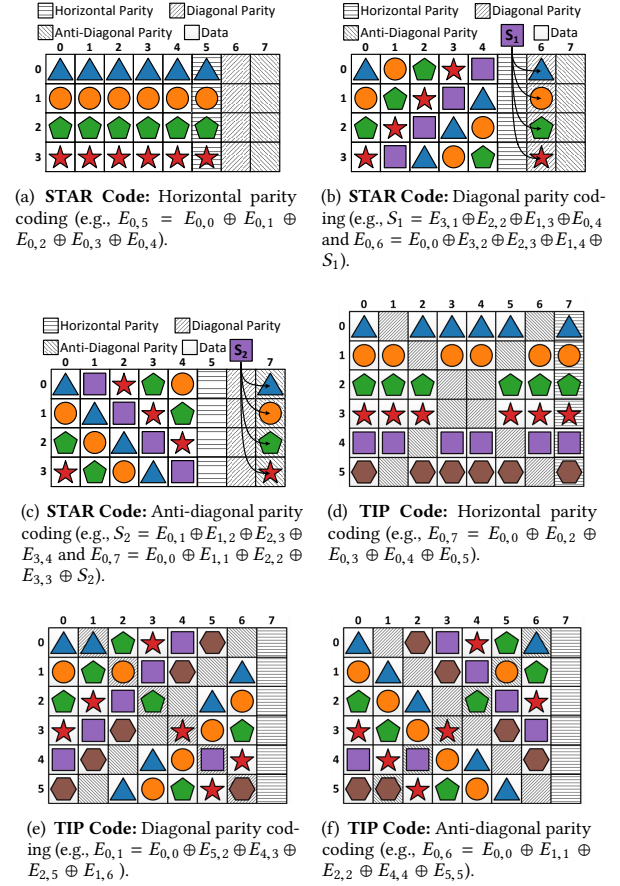 Horizontal Parity Diagonal Parity
Anti-Diagonal Parity Data
0 1 2 3 4 5 6 7
0
1
2
3
(a) STAR Code: Horizontal parity
coding (e.g., E0,5 = E0,0 ⊕ E0,1 ⊕
E0,2 ⊕ E0,3 ⊕ E0,4).
Horizontal Parity Diagonal Parity
Anti-Diagonal Parity S1 Data
0 1 2 3 4 6 7
0
1
2
3
(b) STAR Code: Diagonal parity cod-
ing (e.g., S1 = E3,1 ⊕ E2,2 ⊕ E1,3 ⊕ E0,4
and E0,6 = E0,0 ⊕ E3,2 ⊕ E2,3 ⊕ E1,4 ⊕
S1).
Horizontal Parity Diagonal Parity
Anti-Diagonal Parity Data
S2
0 1 2 3 4 5 7
0
1
2
3
(c) STAR Code: Anti-diagonal parity
coding (e.g., S2 = E0,1 ⊕ E1,2 ⊕ E2,3 ⊕
E3,4 and E0,7 = E0,0 ⊕ E1,1 ⊕ E2,2 ⊕
E3,3 ⊕ S2).
0 1 2 3 4 5 6 7
0
1
2
3
4
5
(d) TIP Code: Horizontal parity
coding (e.g., E0,7 = E0,0 ⊕ E0,2 ⊕
E0,3 ⊕ E0,4 ⊕ E0,5).
0 1 2 3 4 5 6 7
0
1
2
3
4
5
(e) TIP Code: Diagonal parity cod-
ing (e.g., E0,1 = E0,0 ⊕ E5,2 ⊕ E4,3 ⊕
E2,5 ⊕ E1,6 ).
0 1 2 3 4 5 6 7
0
1
2
3
4
5
(f) TIP Code: Anti-diagonal parity
coding (e.g., E0,6 = E0,0 ⊕ E1,1 ⊕
E2,2 ⊕ E4,4 ⊕ E5,5).